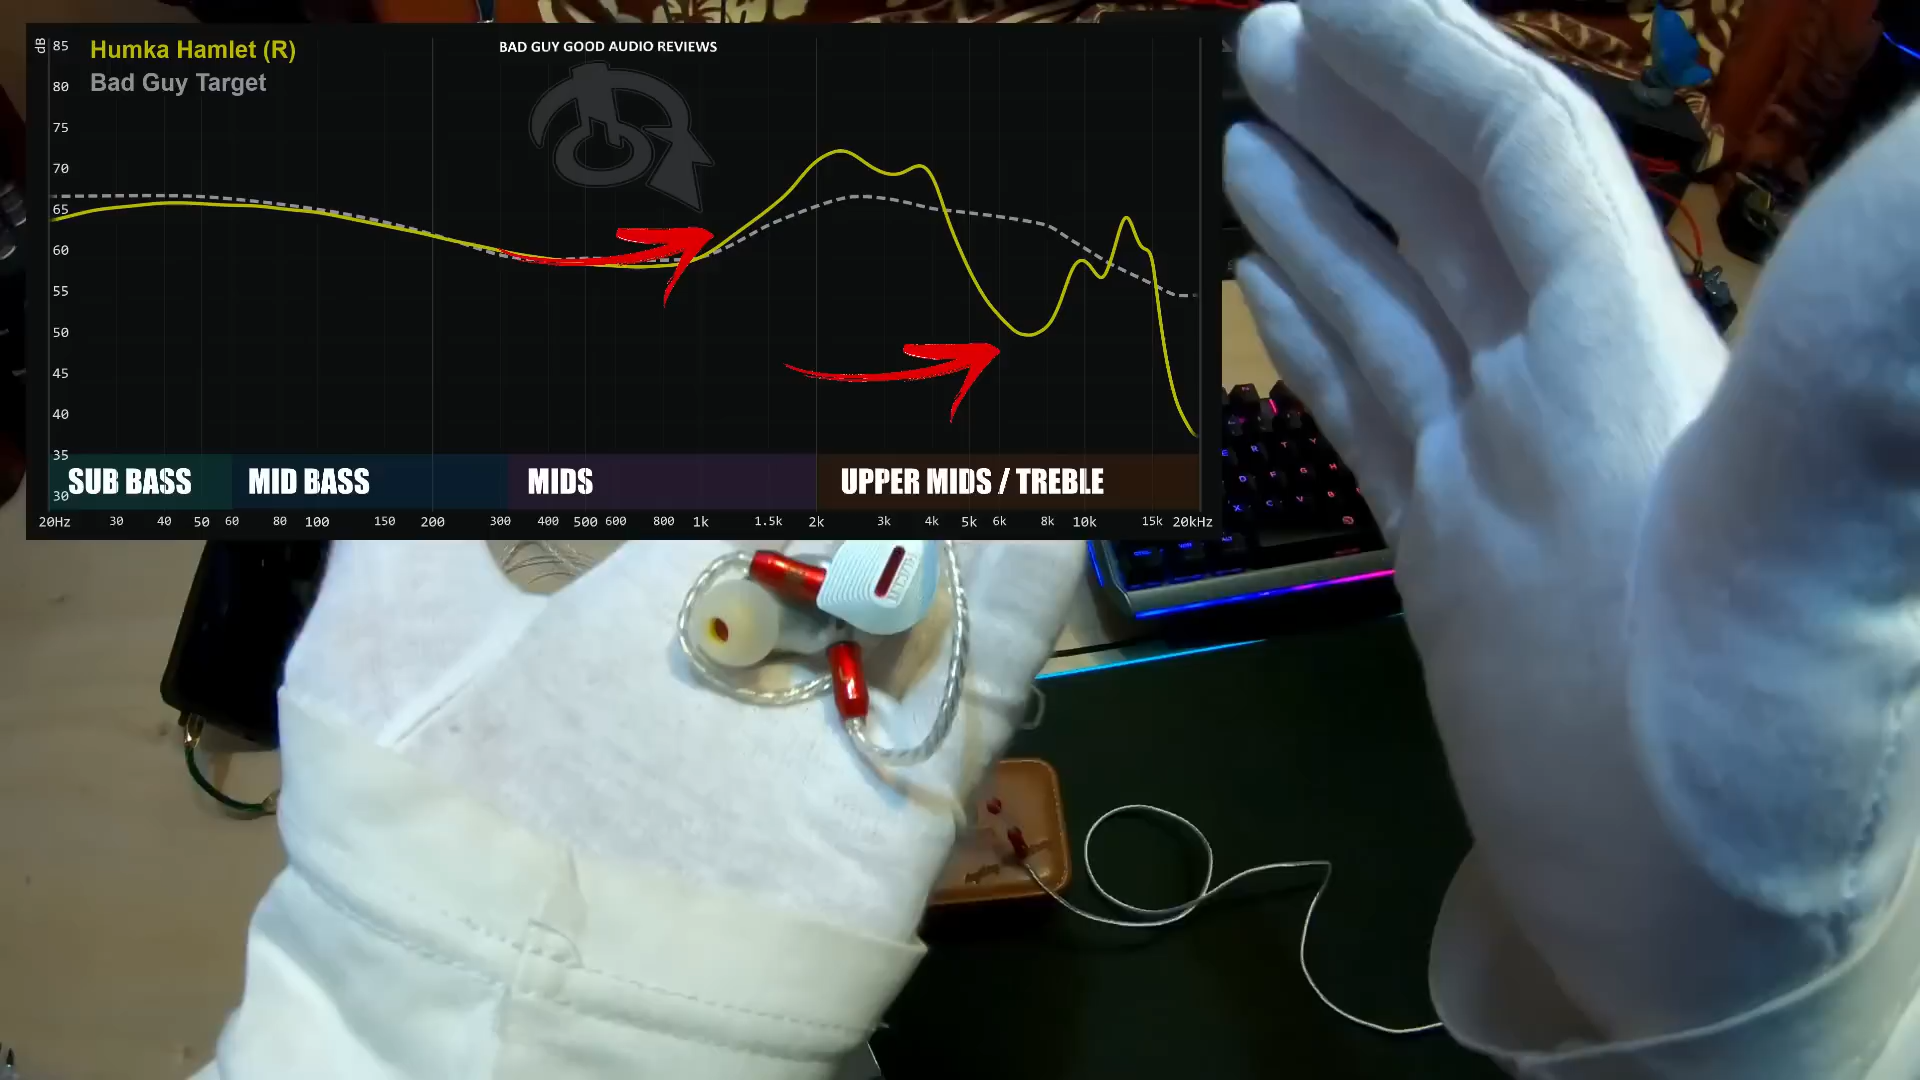 dB
85
80
75
70
65
60
55
50
45
40
35
30
Humka Hamlet (R)
Bad Guy Target
BAD GUY GOOD AUDIO REVIEWS
SUB BASS MID BASS MIDS UPPER MIDS / TREBLE
20Hz 30 40 50 60 80 100 150 200 300 400 500 600 800 1k 1.5k 2k 3k 4k 5k 6k 8k 10k 15k 20kHz
E R T Y
D F G H
X C V B